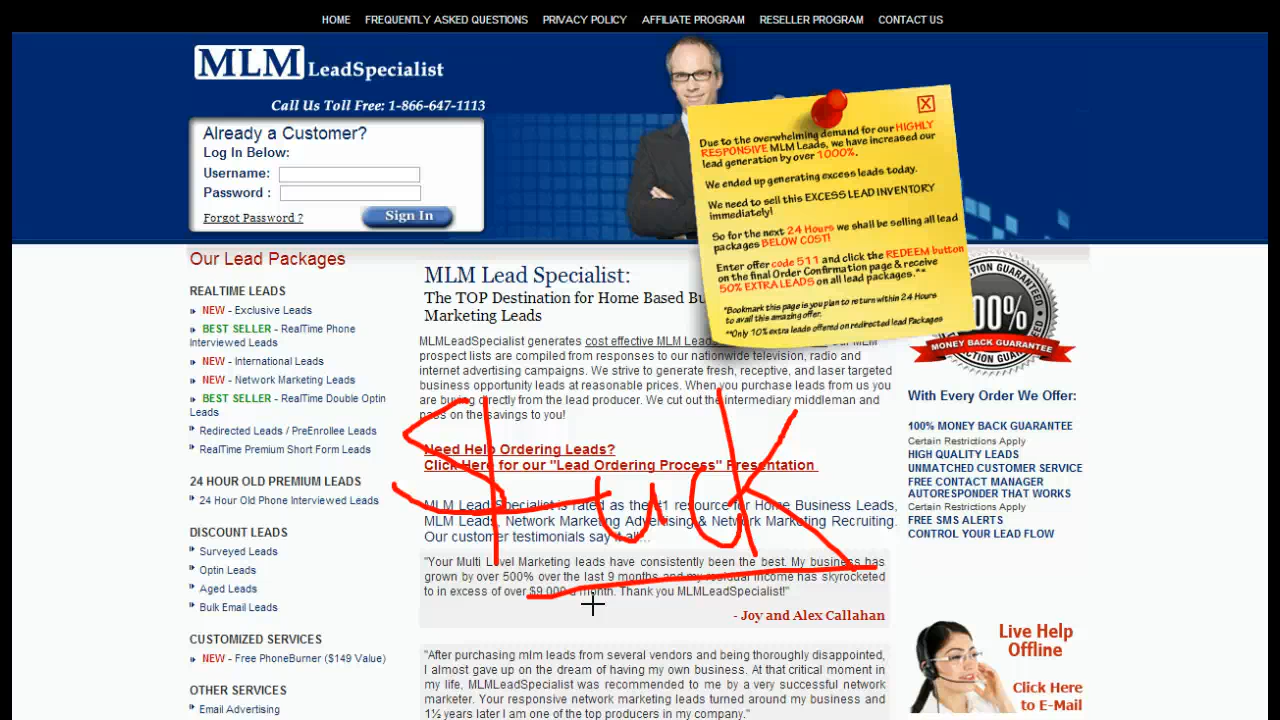 HOME FREQUENTLY ASKED QUESTIONS PRIVACY POLICY AFFILIATE PROGRAM RESELLER PROGRAM CONTACT US
MLM LeadSpecialist
Call Us Toll Free: 1-866-647-1113
Already a Customer?
Log In Below:
Username:
Password :
Forgot Password ?
Sign In
Due to the overwhelming demand for our HIGHLY
RESPONSIVE MLM Leads, we have increased our
lead generation by over 1000%.
We ended up generating excess leads today.
We need to sell this EXCESS LEAD INVENTORY
immediately!
So for the next 24 Hours we shall be selling all lead
packages BELOW COST!
Enter offer code 511 and click the REDEEM button
on the final Order Confirmation page & receive
50% EXTRA LEADS on all lead packages.**
*Bookmark this page is you plan to return within 24 Hours
to avail this amazing offer.
**Only 10% extra leads offered on redirected lead Packages
Our Lead Packages
REALTIME LEADS
NEW - Exclusive Leads
BEST SELLER - RealTime Phone
Interviewed Leads
NEW - International Leads
NEW - Network Marketing Leads
BEST SELLER - RealTime Double Optin
Leads
Redirected Leads / PreEnrollee Leads
RealTime Premium Short Form Leads
24 HOUR OLD PREMIUM LEADS
24 Hour Old Phone Interviewed Leads
DISCOUNT LEADS
Surveyed Leads
Optin Leads
Aged Leads
Bulk Email Leads
CUSTOMIZED SERVICES
NEW - Free PhoneBurner ($149 Value)
OTHER SERVICES
Email Advertising
MLM Lead Specialist:
The TOP Destination for Home Based Bu
Marketing Leads
MLMLeadSpecialist generates cost effective MLM Leads
prospect lists are compiled from responses to our nationwide television, radio and
internet advertising campaigns. We strive to generate fresh, receptive, and laser targeted
business opportunity leads at reasonable prices. When you purchase leads from us you
are buying directly from the lead producer. We cut out the intermediary middleman and
pass on the savings to you!
Need Help Ordering Leads?
Click Here for our "Lead Ordering Process" Presentation
Stuck
MLM Lead Specialist is rated as the #1 resource for Home Business Leads,
MLM Leads, Network Marketing Advertising & Network Marketing Recruiting.
Our customer testimonials say it all...
"Your Multi Level Marketing leads have consistently been the best. My business has
grown by over 500% over the last 9 months and my residual income has skyrocketed
to in excess of over $9,000 a month. Thank you MLMLeadSpecialist!"
- Joy and Alex Callahan
"After purchasing mlm leads from several vendors and being thoroughly disappointed,
I almost gave up on the dream of having my own business. At that critical moment in
my life, MLMLeadSpecialist was recommended to me by a very successful network
marketer. Your responsive network marketing leads turned around my business and
1½ years later I am one of the top producers in my company."
00%
MONEY BACK GUARANTEE
With Every Order We Offer:
100% MONEY BACK GUARANTEE
Certain Restrictions Apply
HIGH QUALITY LEADS
UNMATCHED CUSTOMER SERVICE
FREE CONTACT MANAGER
AUTORESPONDER THAT WORKS
Certain Restrictions Apply
FREE SMS ALERTS
CONTROL YOUR LEAD FLOW
Live Help
Offline
Click Here
to E-Mail